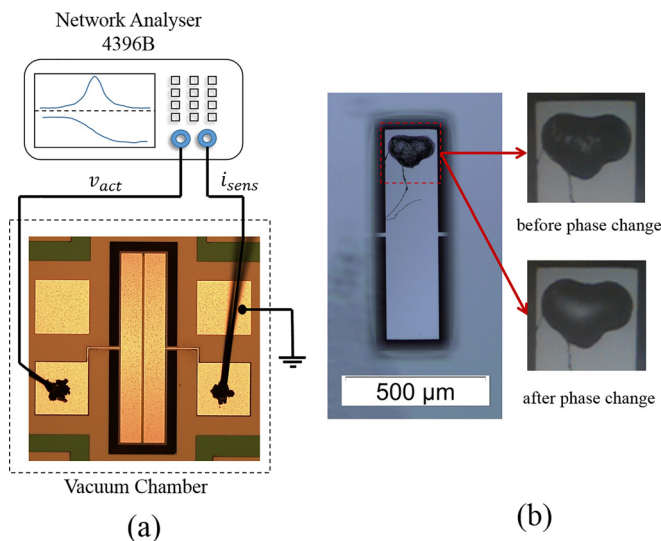 Network Analyser
4396B
v_act
i_sens
Vacuum Chamber
(a)
500 µm
before phase change
after phase change
(b)